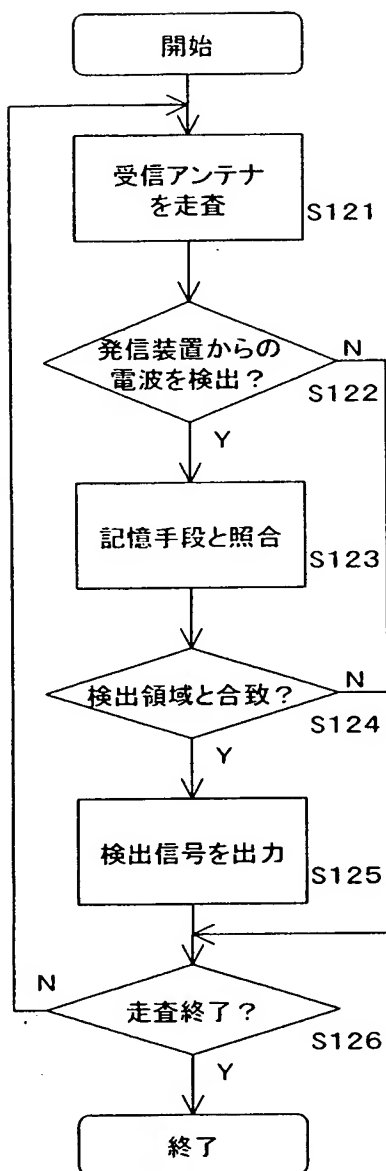 開始
受信アンテナ
を走査
S121
発信装置からの
電波を検出?
N
S122
Y
記憶手段と照合
S123
検出領域と合致?
N
S124
Y
検出信号を出力
S125
N
走査終了?
S126
Y
終了